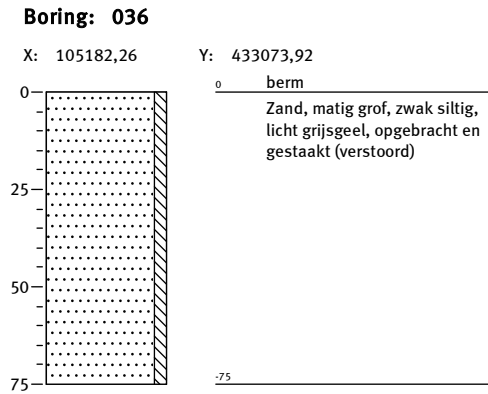 Boring: 036
X: 105182,26 Y: 433073,92
0 berm
0
Zand, matig grof, zwak siltig,
licht grijsgeel, opgebracht en
gestaakt (verstoord)
25
50
75
-75